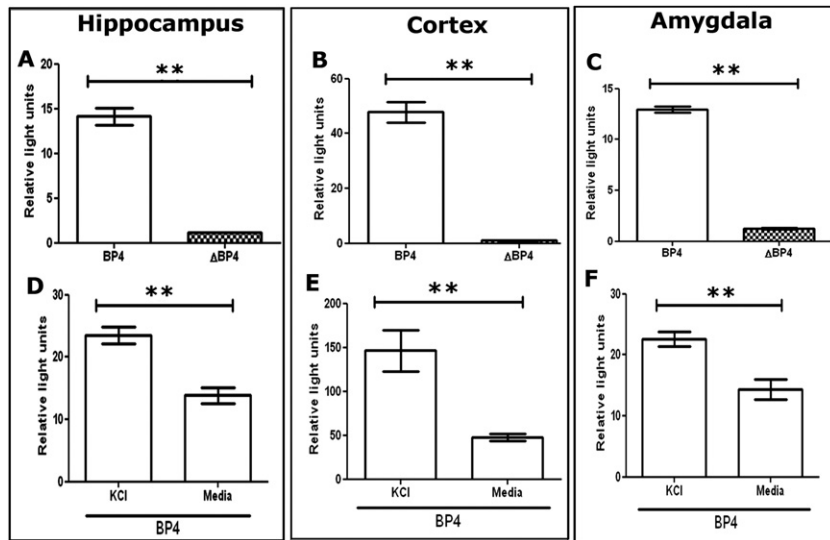 Hippocampus
A
**
Relative light units
20
15
10
5
0
BP4 ΔBP4
D
**
Relative light units
30
20
10
0
KCl Media
BP4
Cortex
B
**
Relative light units
60
40
20
0
BP4 ΔBP4
E
**
Relative light units
200
150
100
50
0
KCl Media
BP4
Amygdala
C
**
Relative light units
15
10
5
0
BP4 ΔBP4
F
**
Relative light units
30
20
10
0
KCl Media
BP4